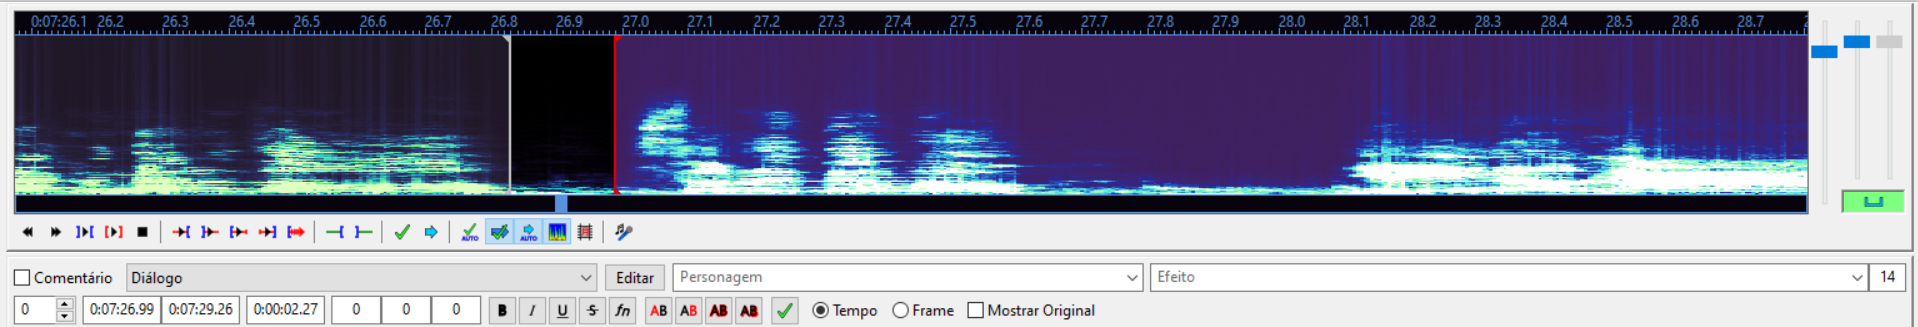 0:07:26.1 26.2 26.3 26.4 26.5 26.6 26.7 26.8 26.9 27.0 27.1 27.2 27.3 27.4 27.5 27.6 27.7 27.8 27.9 28.0 28.1 28.2 28.3 28.4 28.5 28.6 28.7
AUTO AUTO
Comentário Diálogo Editar Personagem Efeito 14
0 0:07:26.99 0:07:29.26 0:00:02.27 0 0 0 B I U S fn AB AB AB AB Tempo Frame Mostrar Original